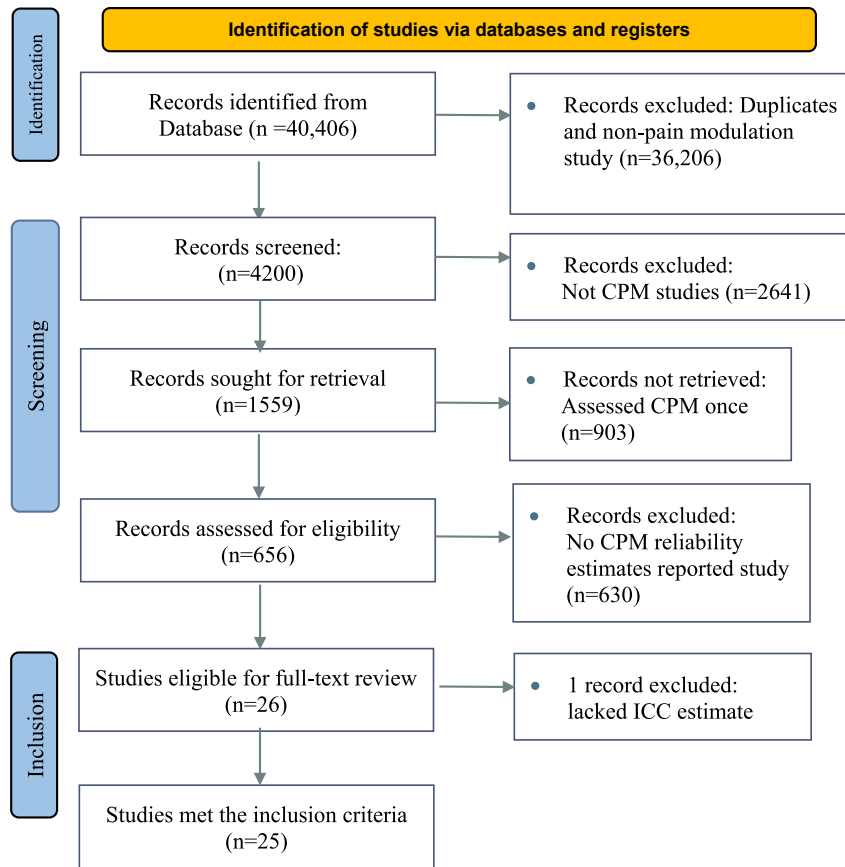 Identification of studies via databases and registers
Identification
Records identified from
Database (n =40,406)
• Records excluded: Duplicates
and non-pain modulation
study (n=36,206)
Screening
Records screened:
(n=4200)
• Records excluded:
Not CPM studies (n=2641)
Records sought for retrieval
(n=1559)
• Records not retrieved:
Assessed CPM once
(n=903)
Records assessed for eligibility
(n=656)
• Records excluded:
No CPM reliability
estimates reported study
(n=630)
Inclusion
Studies eligible for full-text review
(n=26)
• 1 record excluded:
lacked ICC estimate
Studies met the inclusion criteria
(n=25)